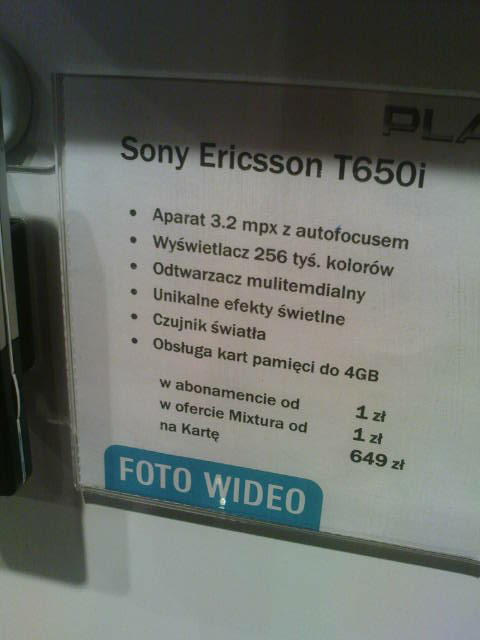 PLA
Sony Ericsson T650i
• Aparat 3.2 mpx z autofocusem
• Wyświetlacz 256 tyś. kolorów
• Odtwarzacz mulitemdialny
• Unikalne efekty świetlne
• Czujnik światła
• Obsługa kart pamięci do 4GB
w abonamencie od 1 zł
w ofercie Mixtura od 1 zł
na Kartę 649 zł
FOTO WIDEO